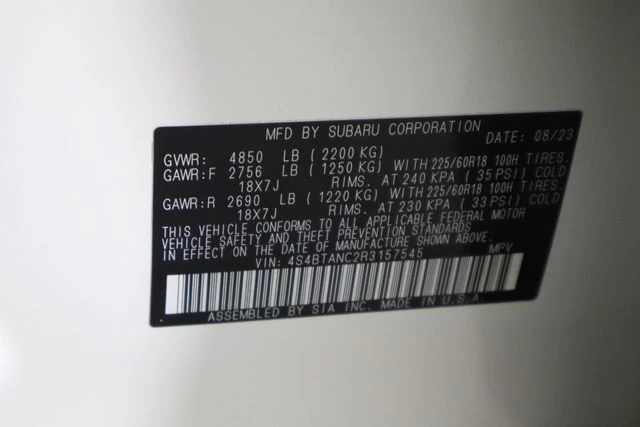 MFD BY SUBARU CORPORATION DATE: 08/23
GVWR: 4850 LB (2200 KG)
GAWR:F 2756 LB (1250 KG) WITH 225/60R18 100H TIRES.
18X7J RIMS. AT 240 KPA (35 PSI) COLD
GAWR:R 2690 LB (1220 KG) WITH 225/60R18 100H TIRES.
18X7J RIMS. AT 230 KPA (33 PSI) COLD
THIS VEHICLE CONFORMS TO ALL APPLICABLE FEDERAL MOTOR
VEHICLE SAFETY AND THEFT PREVENTION STANDARDS
IN EFFECT ON THE DATE OF MANUFACTURE SHOWN ABOVE.
VIN: 4S4BTANC2R3157545 MPV
ASSEMBLED BY SIA INC. MADE IN U.S.A.